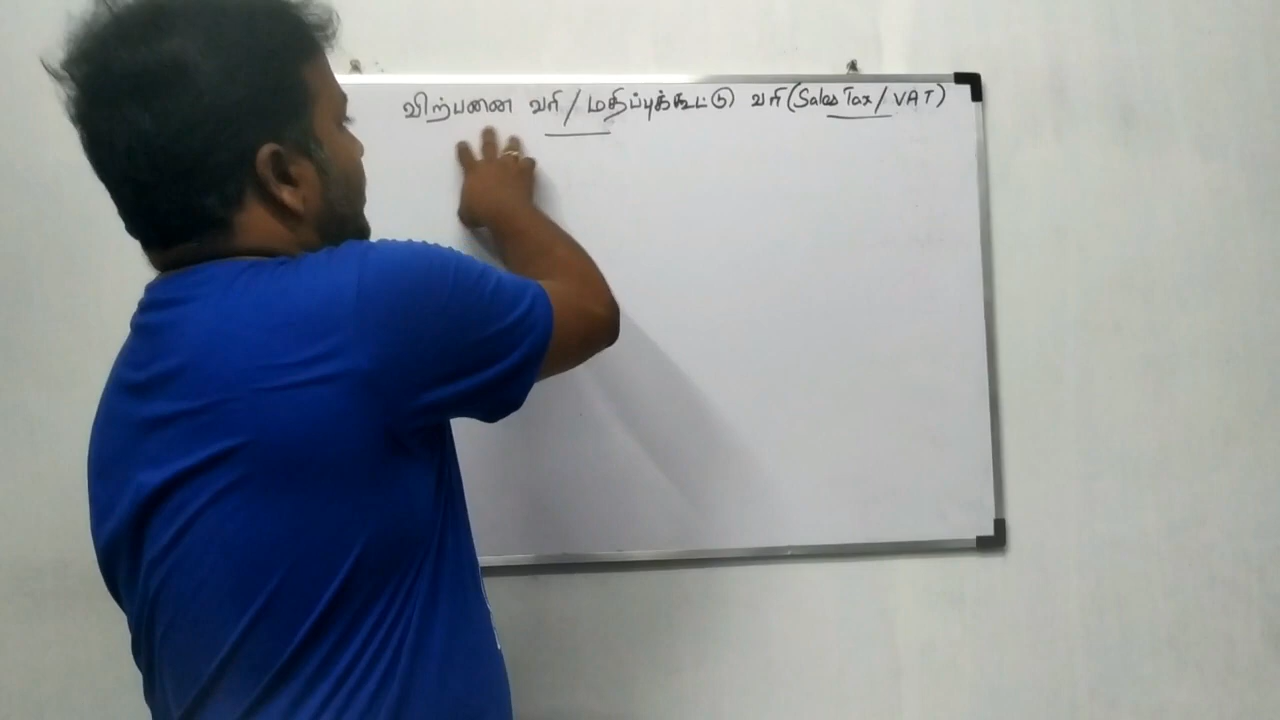 விற்பனை வரி / மதிப்புக்கூட்டு வரி (Sales Tax / VAT)